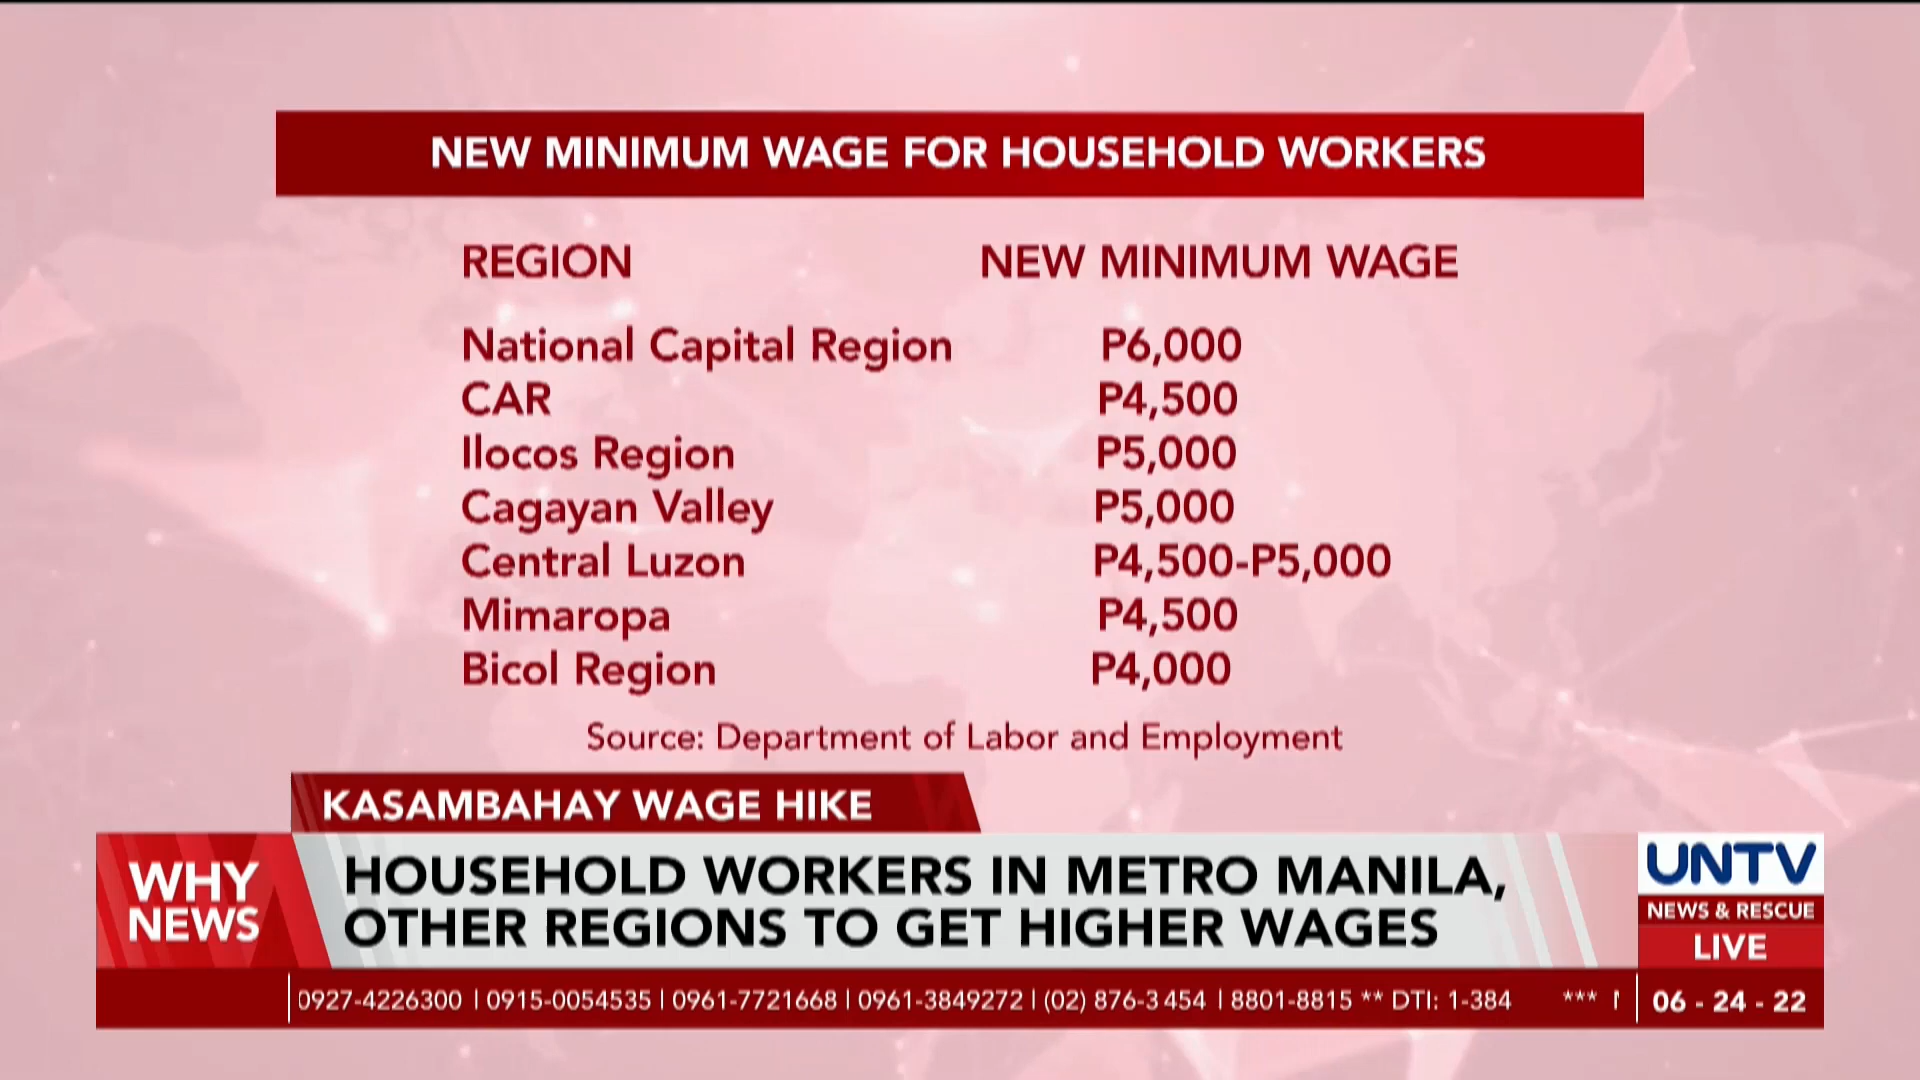 NEW MINIMUM WAGE FOR HOUSEHOLD WORKERS
REGION NEW MINIMUM WAGE
National Capital Region P6,000
CAR P4,500
Ilocos Region P5,000
Cagayan Valley P5,000
Central Luzon P4,500-P5,000
Mimaropa P4,500
Bicol Region P4,000
Source: Department of Labor and Employment
KASAMBAHAY WAGE HIKE
WHY
NEWS
HOUSEHOLD WORKERS IN METRO MANILA,
OTHER REGIONS TO GET HIGHER WAGES
UNTV
NEWS & RESCUE
LIVE
0927-4226300 | 0915-0054535 | 0961-7721668 | 0961-3849272 | (02) 876-3454 | 8801-8815 ** DTI: 1-384 ***
06 - 24 - 22